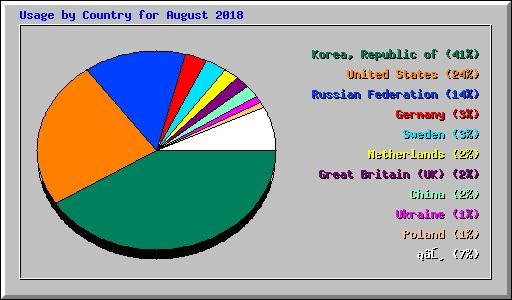 Usage by Country for August 2018
Korea, Republic of (41%)
United States (24%)
Russian Federation (14%)
Germany (3%)
Sweden (3%)
Netherlands (2%)
Great Britain (UK) (2%)
China (2%)
Ukraine (1%)
Poland (1%)
(7%)